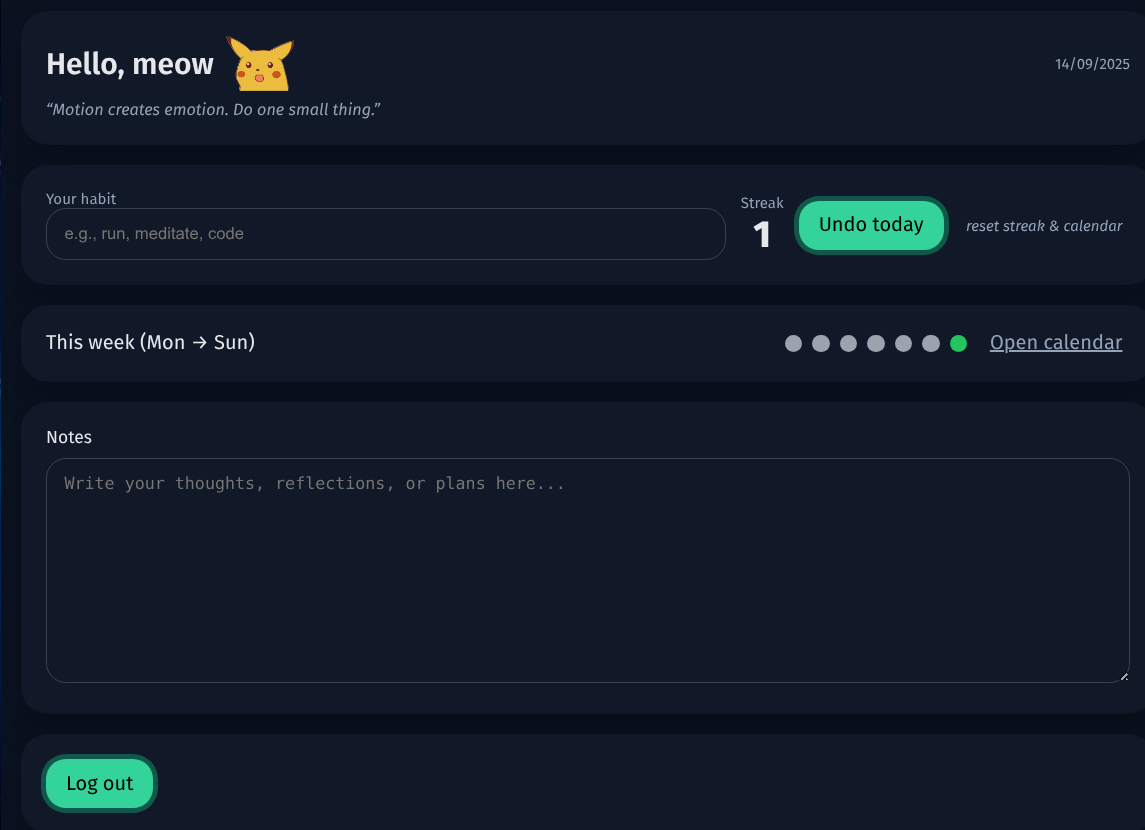 Hello, meow
14/09/2025
“Motion creates emotion. Do one small thing.”
Your habit
e.g., run, meditate, code
Streak
1
Undo today
reset streak & calendar
This week (Mon → Sun)
Open calendar
Notes
Write your thoughts, reflections, or plans here...
Log out